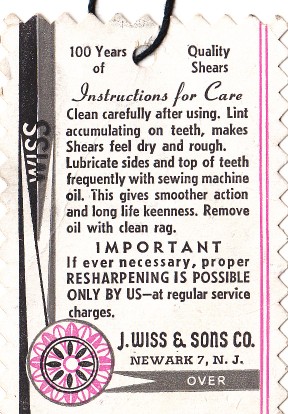 100 Years Quality
of Shears
Instructions for Care
Clean carefully after using. Lint
accumulating on teeth, makes
Shears feel dry and rough.
Lubricate sides and top of teeth
frequently with sewing machine
oil. This gives smoother action
and long life keenness. Remove
oil with clean rag.
IMPORTANT
If ever necessary, proper
RESHARPENING IS POSSIBLE
ONLY BY US—at regular service
charges.
WISS
J. WISS & SONS CO.
NEWARK 7, N. J.
OVER